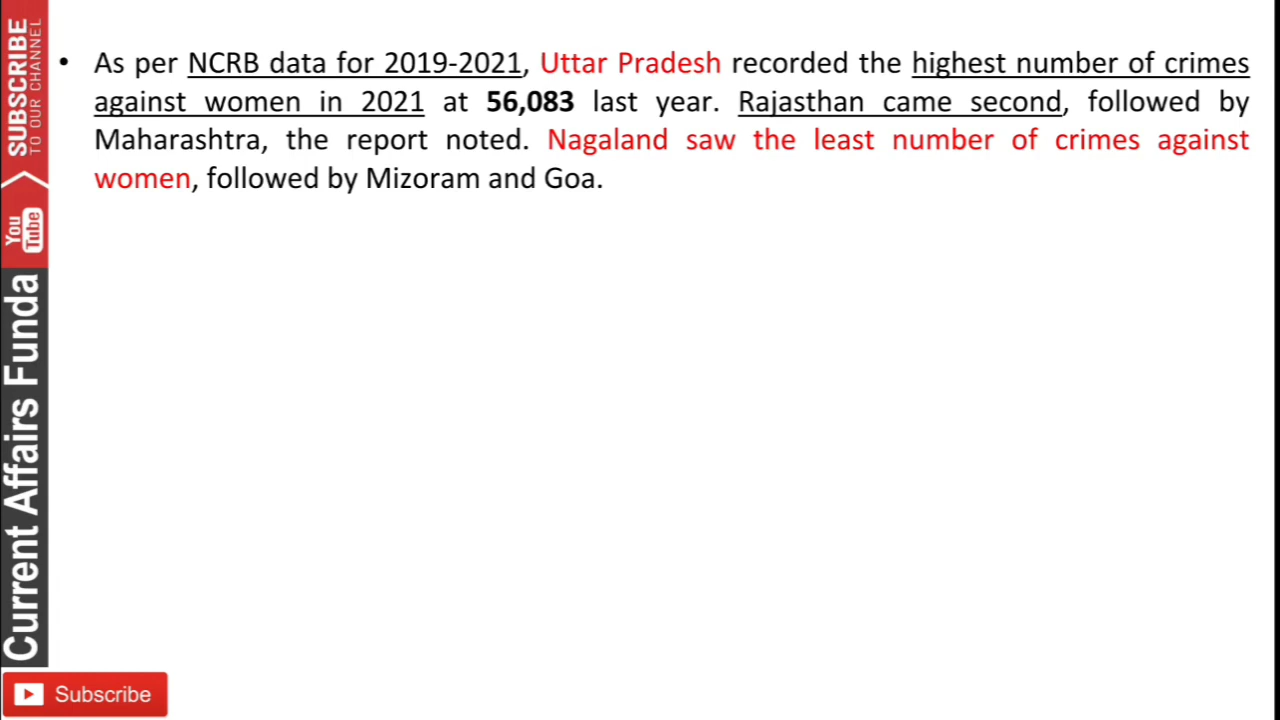 • As per NCRB data for 2019-2021, Uttar Pradesh recorded the highest number of crimes
against women in 2021 at 56,083 last year. Rajasthan came second, followed by
Maharashtra, the report noted. Nagaland saw the least number of crimes against
women, followed by Mizoram and Goa.
SUBSCRIBE
TO OUR CHANNEL
You
Tube
Current Affairs Funda
Subscribe